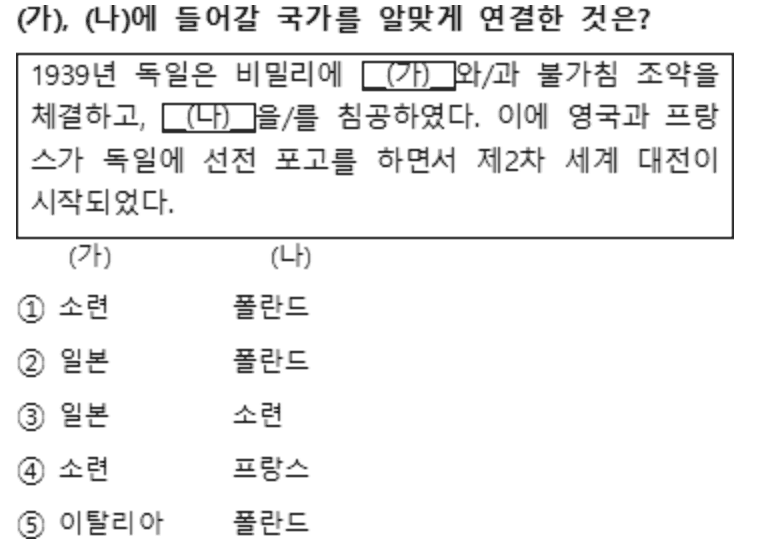 (가), (나)에 들어갈 국가를 알맞게 연결한 것은?
1939년 독일은 비밀리에 (가) 와/과 불가침 조약을
체결하고, (나) 을/를 침공하였다. 이에 영국과 프랑
스가 독일에 선전 포고를 하면서 제2차 세계 대전이
시작되었다.
(가) (나)
① 소련 폴란드
② 일본 폴란드
③ 일본 소련
④ 소련 프랑스
⑤ 이탈리아 폴란드